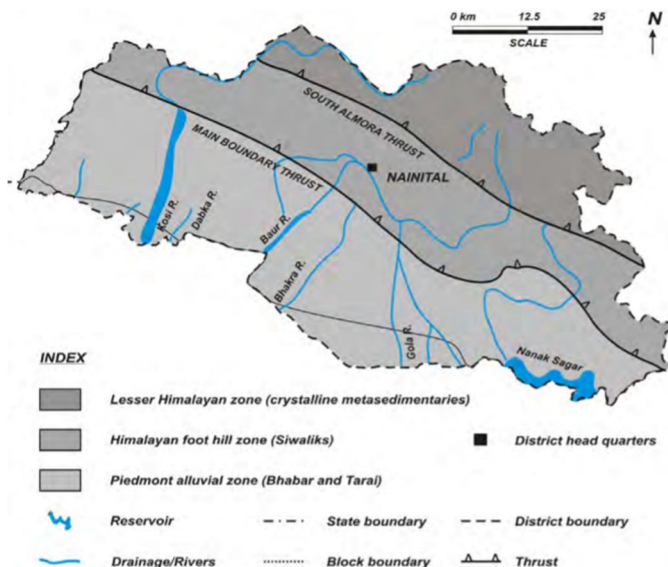 0 km 12.5 25
SCALE
N
SOUTH ALMORA THRUST
MAIN BOUNDARY THRUST
NAINITAL
Kosi R.
Dabka R.
Baur R.
Bhakra R.
Gola R.
Nanak Sagar
INDEX
Lesser Himalayan zone (crystalline metasedimentaries)
Himalayan foot hill zone (Siwaliks)
District head quarters
Piedmont alluvial zone (Bhabar and Tarai)
Reservoir
State boundary
District boundary
Drainage/Rivers
Block boundary
Thrust